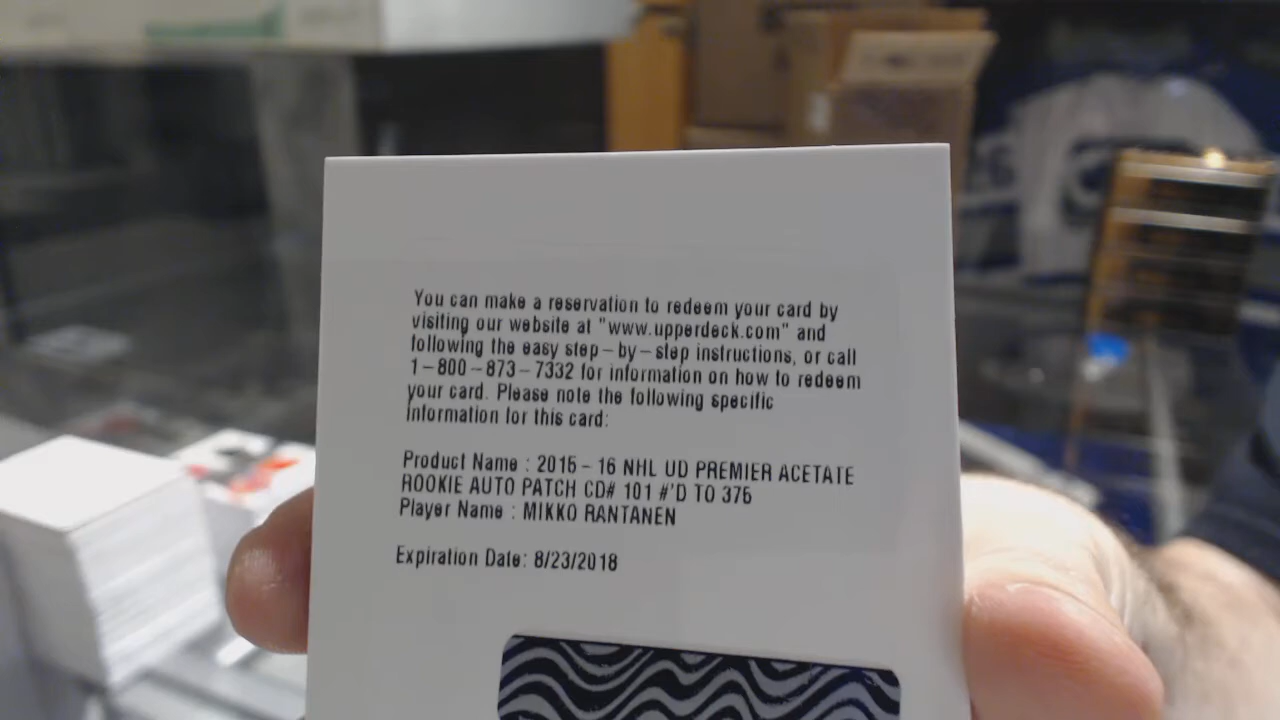 You can make a reservation to redeem your card by
visiting our website at "www.upperdeck.com" and
following the easy step-by-step instructions, or call
1-800-873-7332 for information on how to redeem
your card. Please note the following specific
information for this card:
Product Name : 2015 - 16 NHL UD PREMIER ACETATE
ROOKIE AUTO PATCH CD# 101 #'D TO 375
Player Name : MIKKO RANTANEN
Expiration Date: 8/23/2018